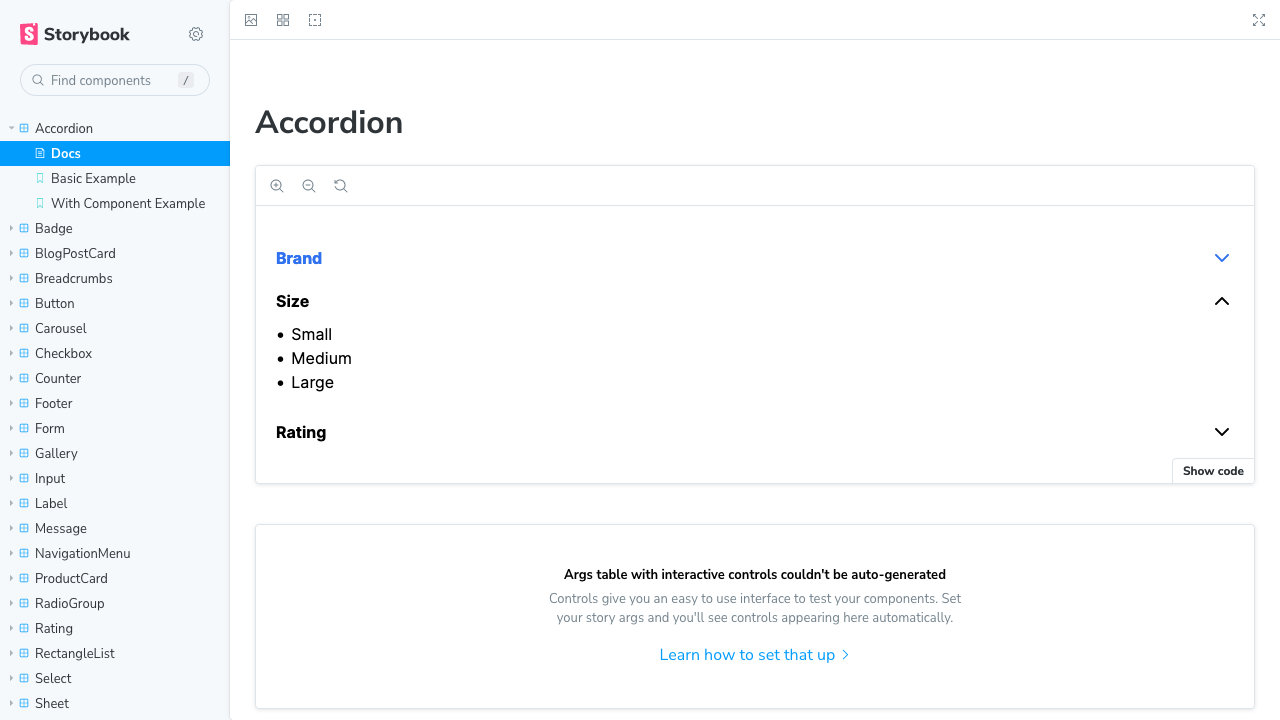 Storybook
Find components
/
Accordion
Docs
Basic Example
With Component Example
Badge
BlogPostCard
Breadcrumbs
Button
Carousel
Checkbox
Counter
Footer
Form
Gallery
Input
Label
Message
NavigationMenu
ProductCard
RadioGroup
Rating
RectangleList
Select
Sheet
Accordion
Brand
Size
• Small
• Medium
• Large
Rating
Show code
Args table with interactive controls couldn't be auto-generated
Controls give you an easy to use interface to test your components. Set
your story args and you'll see controls appearing here automatically.
Learn how to set that up